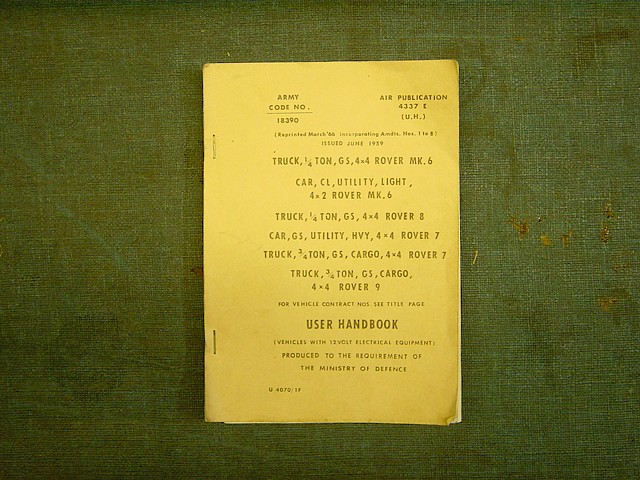 ARMY
CODE NO.
18390
AIR PUBLICATION
4337 E
(U.H.)
(Reprinted March'66 incorporating Amdts. Nos. 1 to 8)
ISSUED JUNE 1959
TRUCK, ¼ TON, GS, 4×4 ROVER MK.6
CAR, CL, UTILITY, LIGHT,
4×2 ROVER MK.6
TRUCK, ¼ TON, GS, 4×4 ROVER 8
CAR, GS, UTILITY, HVY, 4×4 ROVER 7
TRUCK, ¾ TON, GS, CARGO, 4×4 ROVER 7
TRUCK, ¾ TON, GS, CARGO,
4×4 ROVER 9
FOR VEHICLE CONTRACT NOS. SEE TITLE PAGE
USER HANDBOOK
(VEHICLES WITH 12 VOLT ELECTRICAL EQUIPMENT)
PRODUCED TO THE REQUIREMENT OF
THE MINISTRY OF DEFENCE
U 4070/1F